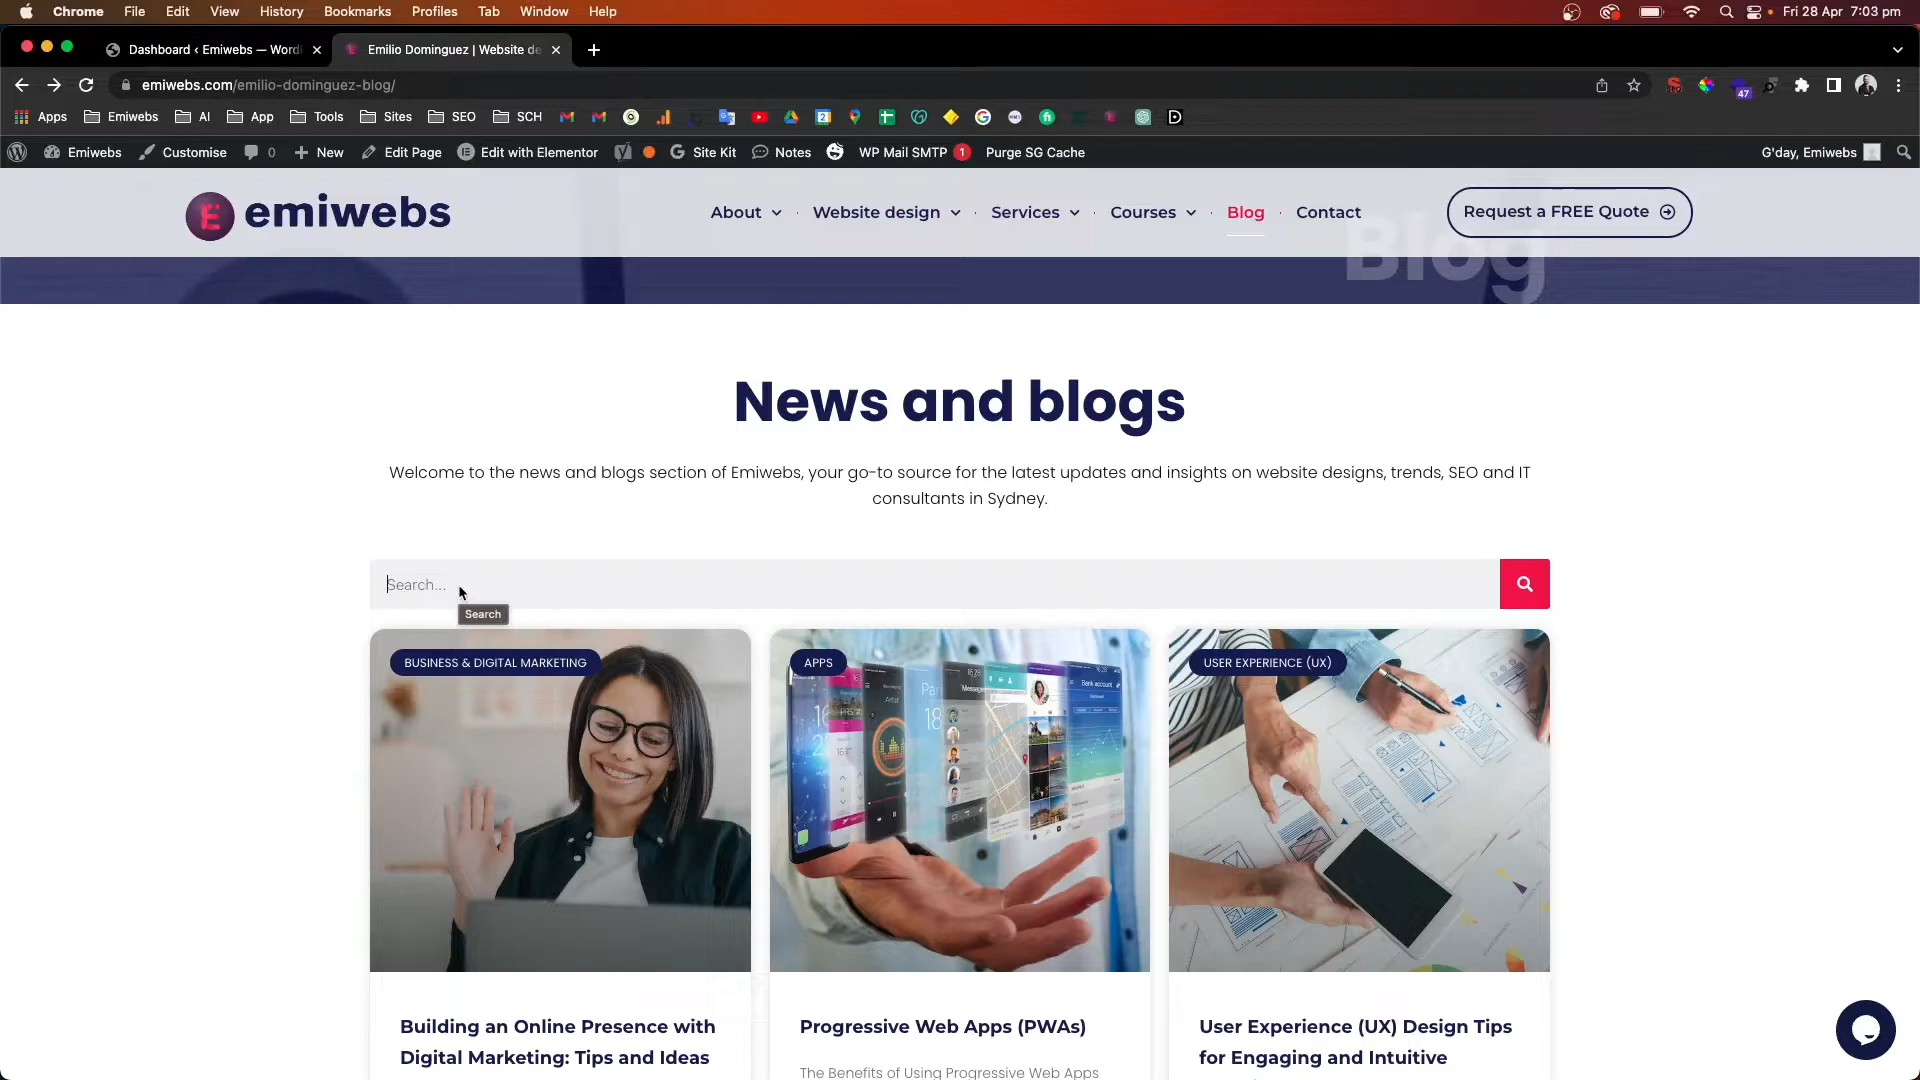 Chrome File Edit View History Bookmarks Profiles Tab Window Help Fri 28 Apr 7:03 pm
Dashboard ‹ Emiwebs — Word
Emilio Dominguez | Website de
emiwebs.com/emilio-dominguez-blog/
47
Apps Emiwebs AI App Tools Sites SEO SCH
Emiwebs Customise 0 New Edit Page Edit with Elementor Site Kit Notes WP Mail SMTP 1 Purge SG Cache G'day, Emiwebs
emiwebs
About Website design Services Courses Blog Contact
Request a FREE Quote
Blog
News and blogs
Welcome to the news and blogs section of Emiwebs, your go-to source for the latest updates and insights on website designs, trends, SEO and IT
consultants in Sydney.
Search...
Search
BUSINESS & DIGITAL MARKETING
APPS
USER EXPERIENCE (UX)
Building an Online Presence with
Digital Marketing: Tips and Ideas
Progressive Web Apps (PWAs)
The Benefits of Using Progressive Web Apps
User Experience (UX) Design Tips
for Engaging and Intuitive